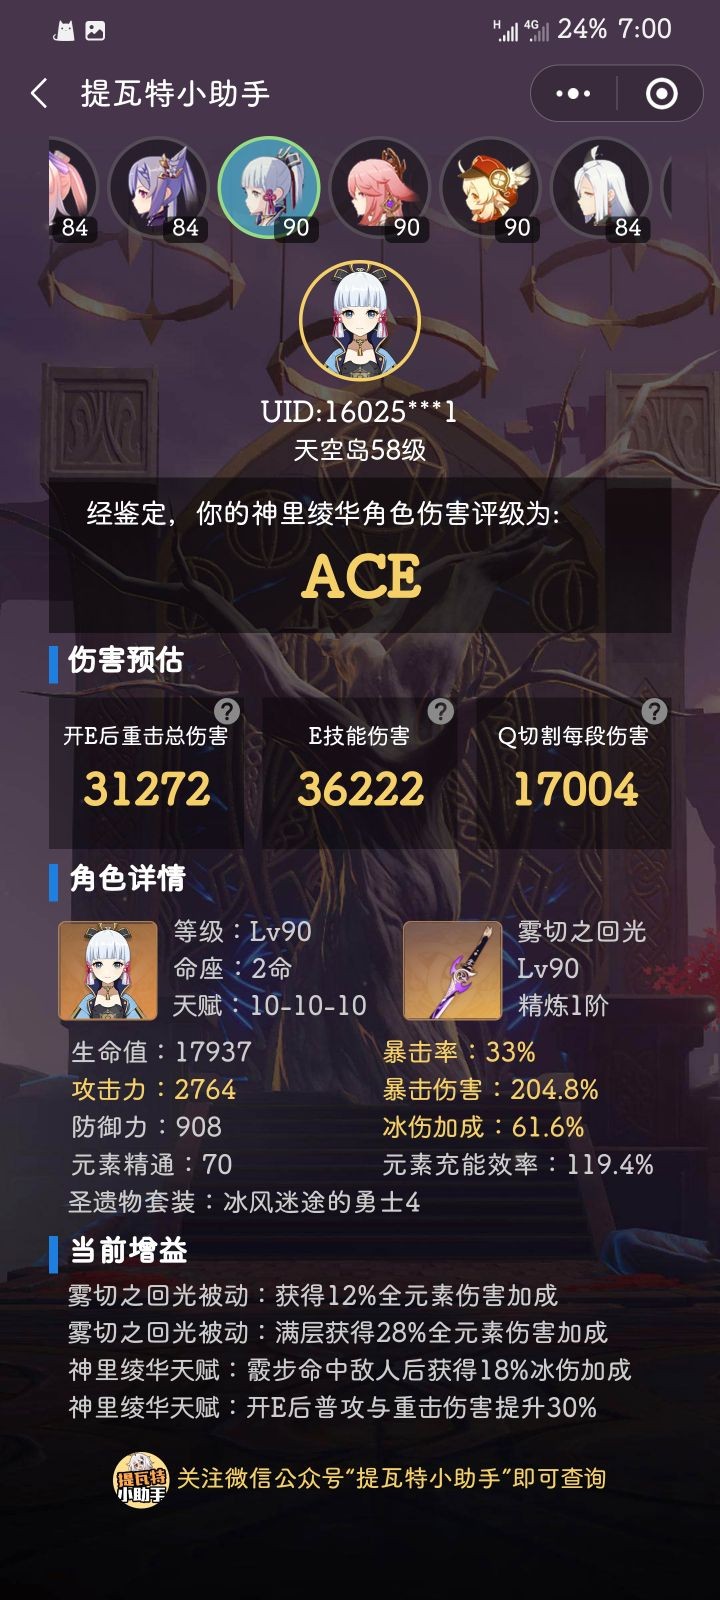 H 4G 24% 7:00
提瓦特小助手
84 84 90 90 90 84
UID:16025***1
天空岛58级
经鉴定，你的神里绫华角色伤害评级为:
ACE
伤害预估
开E后重击总伤害 E技能伤害 Q切割每段伤害
31272 36222 17004
角色详情
等级：Lv90 雾切之回光
命座：2命 Lv90
天赋：10-10-10 精炼1阶
生命值：17937 暴击率：33%
攻击力：2764 暴击伤害：204.8%
防御力：908 冰伤加成：61.6%
元素精通：70 元素充能效率：119.4%
圣遗物套装：冰风迷途的勇士4
当前增益
雾切之回光被动：获得12%全元素伤害加成
雾切之回光被动：满层获得28%全元素伤害加成
神里绫华天赋：霰步命中敌人后获得18%冰伤加成
神里绫华天赋：开E后普攻与重击伤害提升30%
提瓦特
小助手
关注微信公众号“提瓦特小助手”即可查询